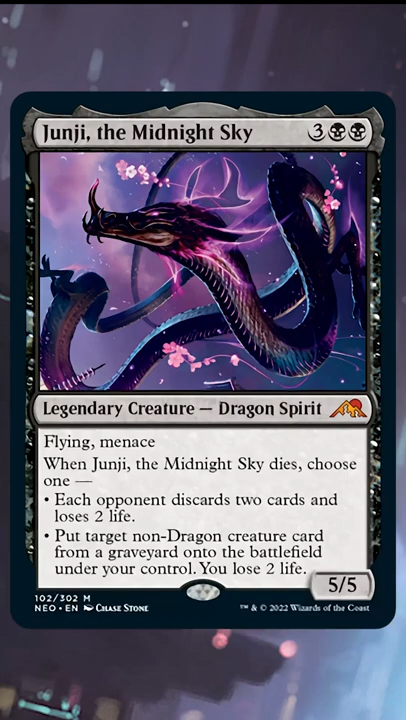 Junji, the Midnight Sky 3
Legendary Creature — Dragon Spirit
Flying, menace
When Junji, the Midnight Sky dies, choose
one —
• Each opponent discards two cards and
loses 2 life.
• Put target non-Dragon creature card
from a graveyard onto the battlefield
under your control. You lose 2 life.
5/5
102/302 M
NEO • EN Chase Stone
™ & © 2022 Wizards of the Coast